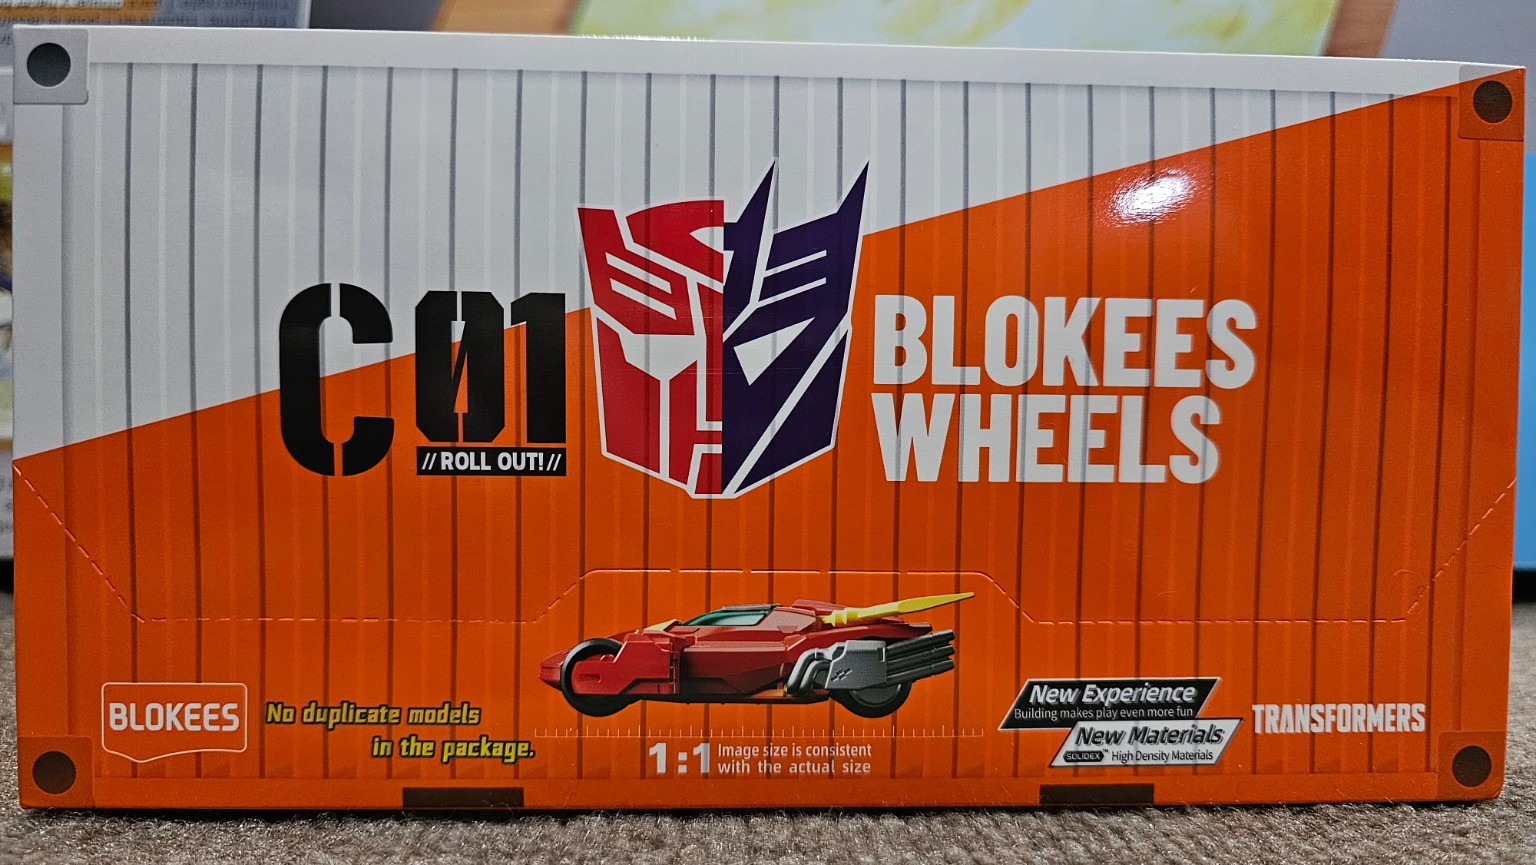 C01
// ROLL OUT! //
BLOKEES
WHEELS
BLOKEES
No duplicate models
in the package.
1:1
Image size is consistent
with the actual size
New Experience
Building makes play even more fun
New Materials
SOLIDEX™ High Density Materials
TRANSFORMERS